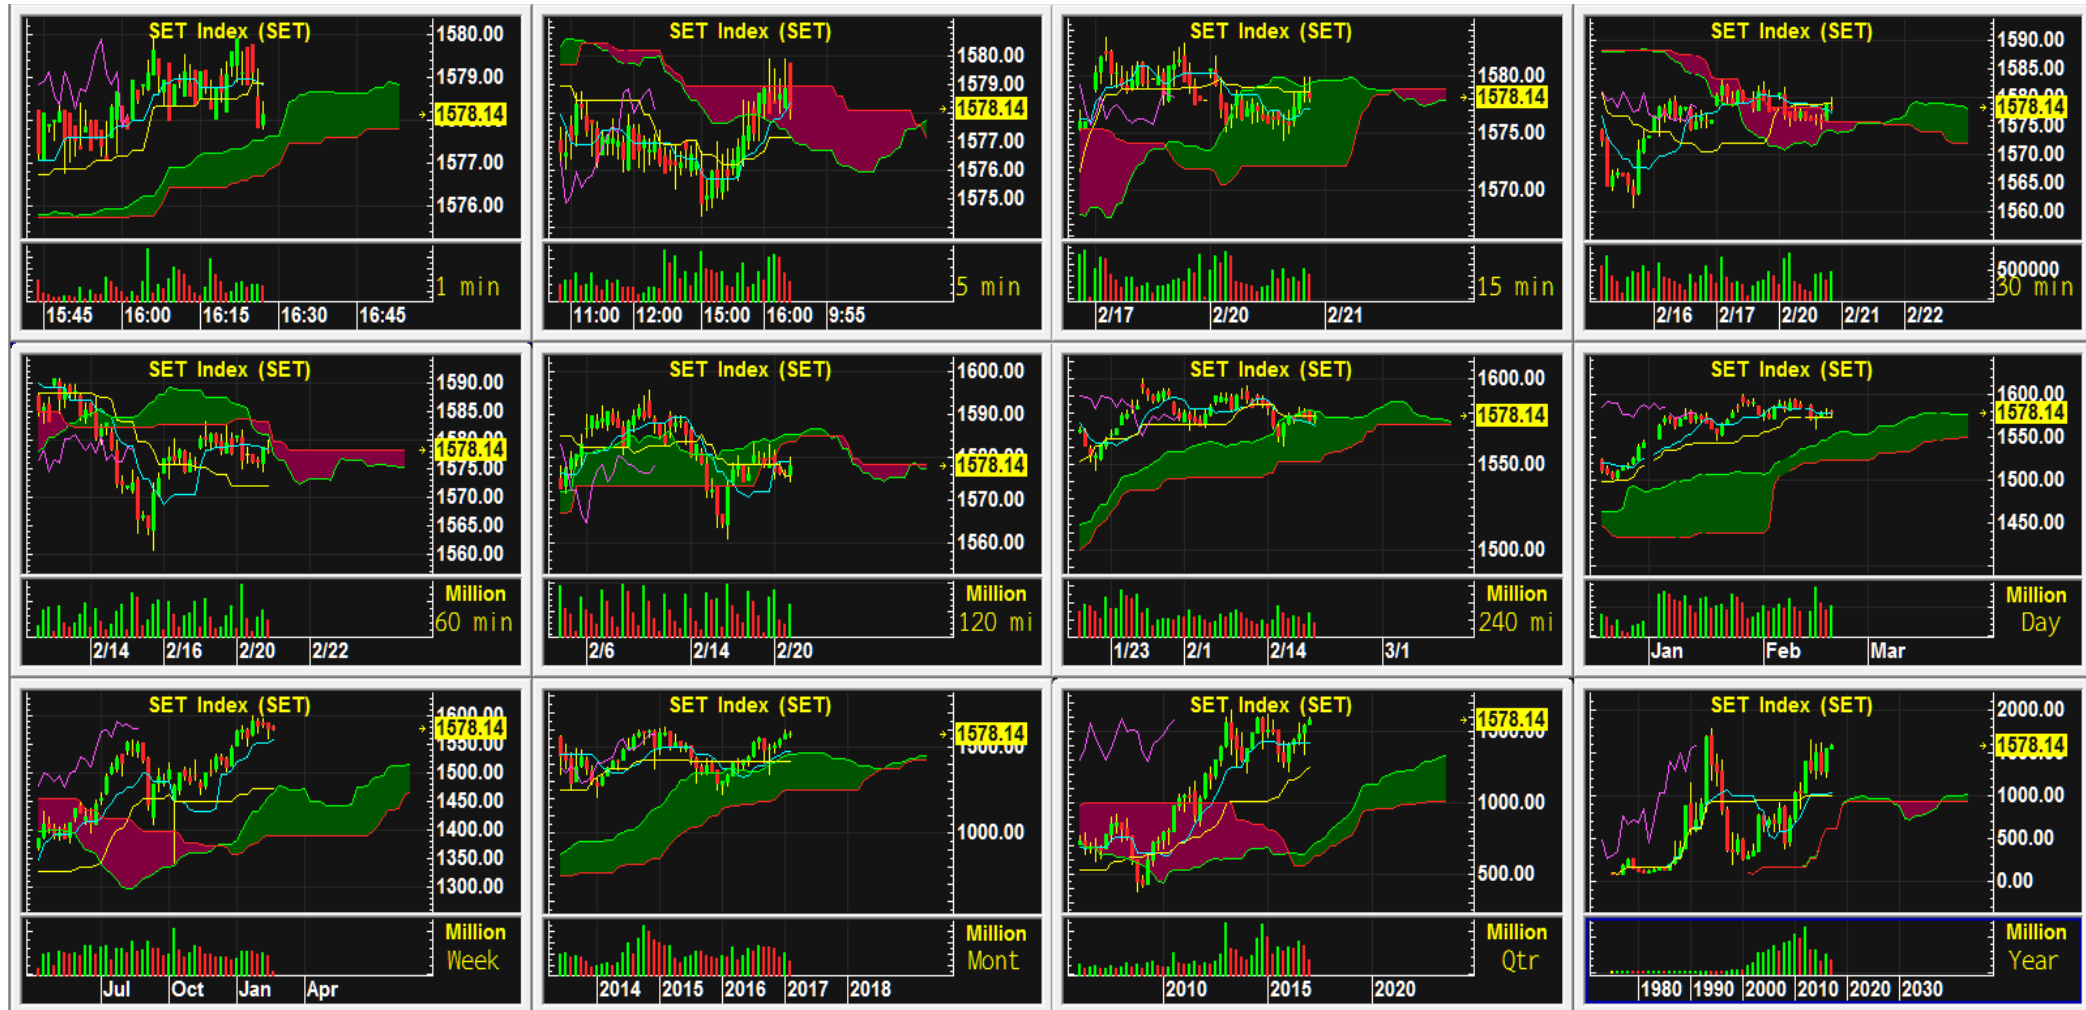 SET Index (SET)
1580.00
1579.00
1578.14
1577.00
1576.00
1 min
15:45 16:00 16:15 16:30 16:45
SET Index (SET)
1580.00
1579.00
1578.14
1577.00
1576.00
1575.00
5 min
11:00 12:00 15:00 16:00 9:55
SET Index (SET)
1580.00
1578.14
1575.00
1570.00
15 min
2/17 2/20 2/21
SET Index (SET)
1590.00
1585.00
1580.00
1578.14
1575.00
1570.00
1565.00
1560.00
500000
30 min
2/16 2/17 2/20 2/21 2/22
SET Index (SET)
1590.00
1585.00
1578.14
1575.00
1570.00
1565.00
1560.00
Million
60 min
2/14 2/16 2/20 2/22
SET Index (SET)
1600.00
1590.00
1578.14
1570.00
1560.00
Million
120 mi
2/6 2/14 2/20
SET Index (SET)
1600.00
1578.14
1550.00
1500.00
Million
240 mi
1/23 2/1 2/14 3/1
SET Index (SET)
1600.00
1578.14
1550.00
1500.00
1450.00
Million
Day
Jan Feb Mar
SET Index (SET)
1600.00
1578.14
1550.00
1500.00
1450.00
1400.00
1350.00
1300.00
Million
Week
Jul Oct Jan Apr
SET Index (SET)
1578.14
1500.00
1000.00
Million
Mont
2014 2015 2016 2017 2018
SET Index (SET)
1578.14
1500.00
1000.00
500.00
Million
Qtr
2010 2015 2020
SET Index (SET)
2000.00
1578.14
1000.00
500.00
0.00
Million
Year
1980 1990 2000 2010 2020 2030